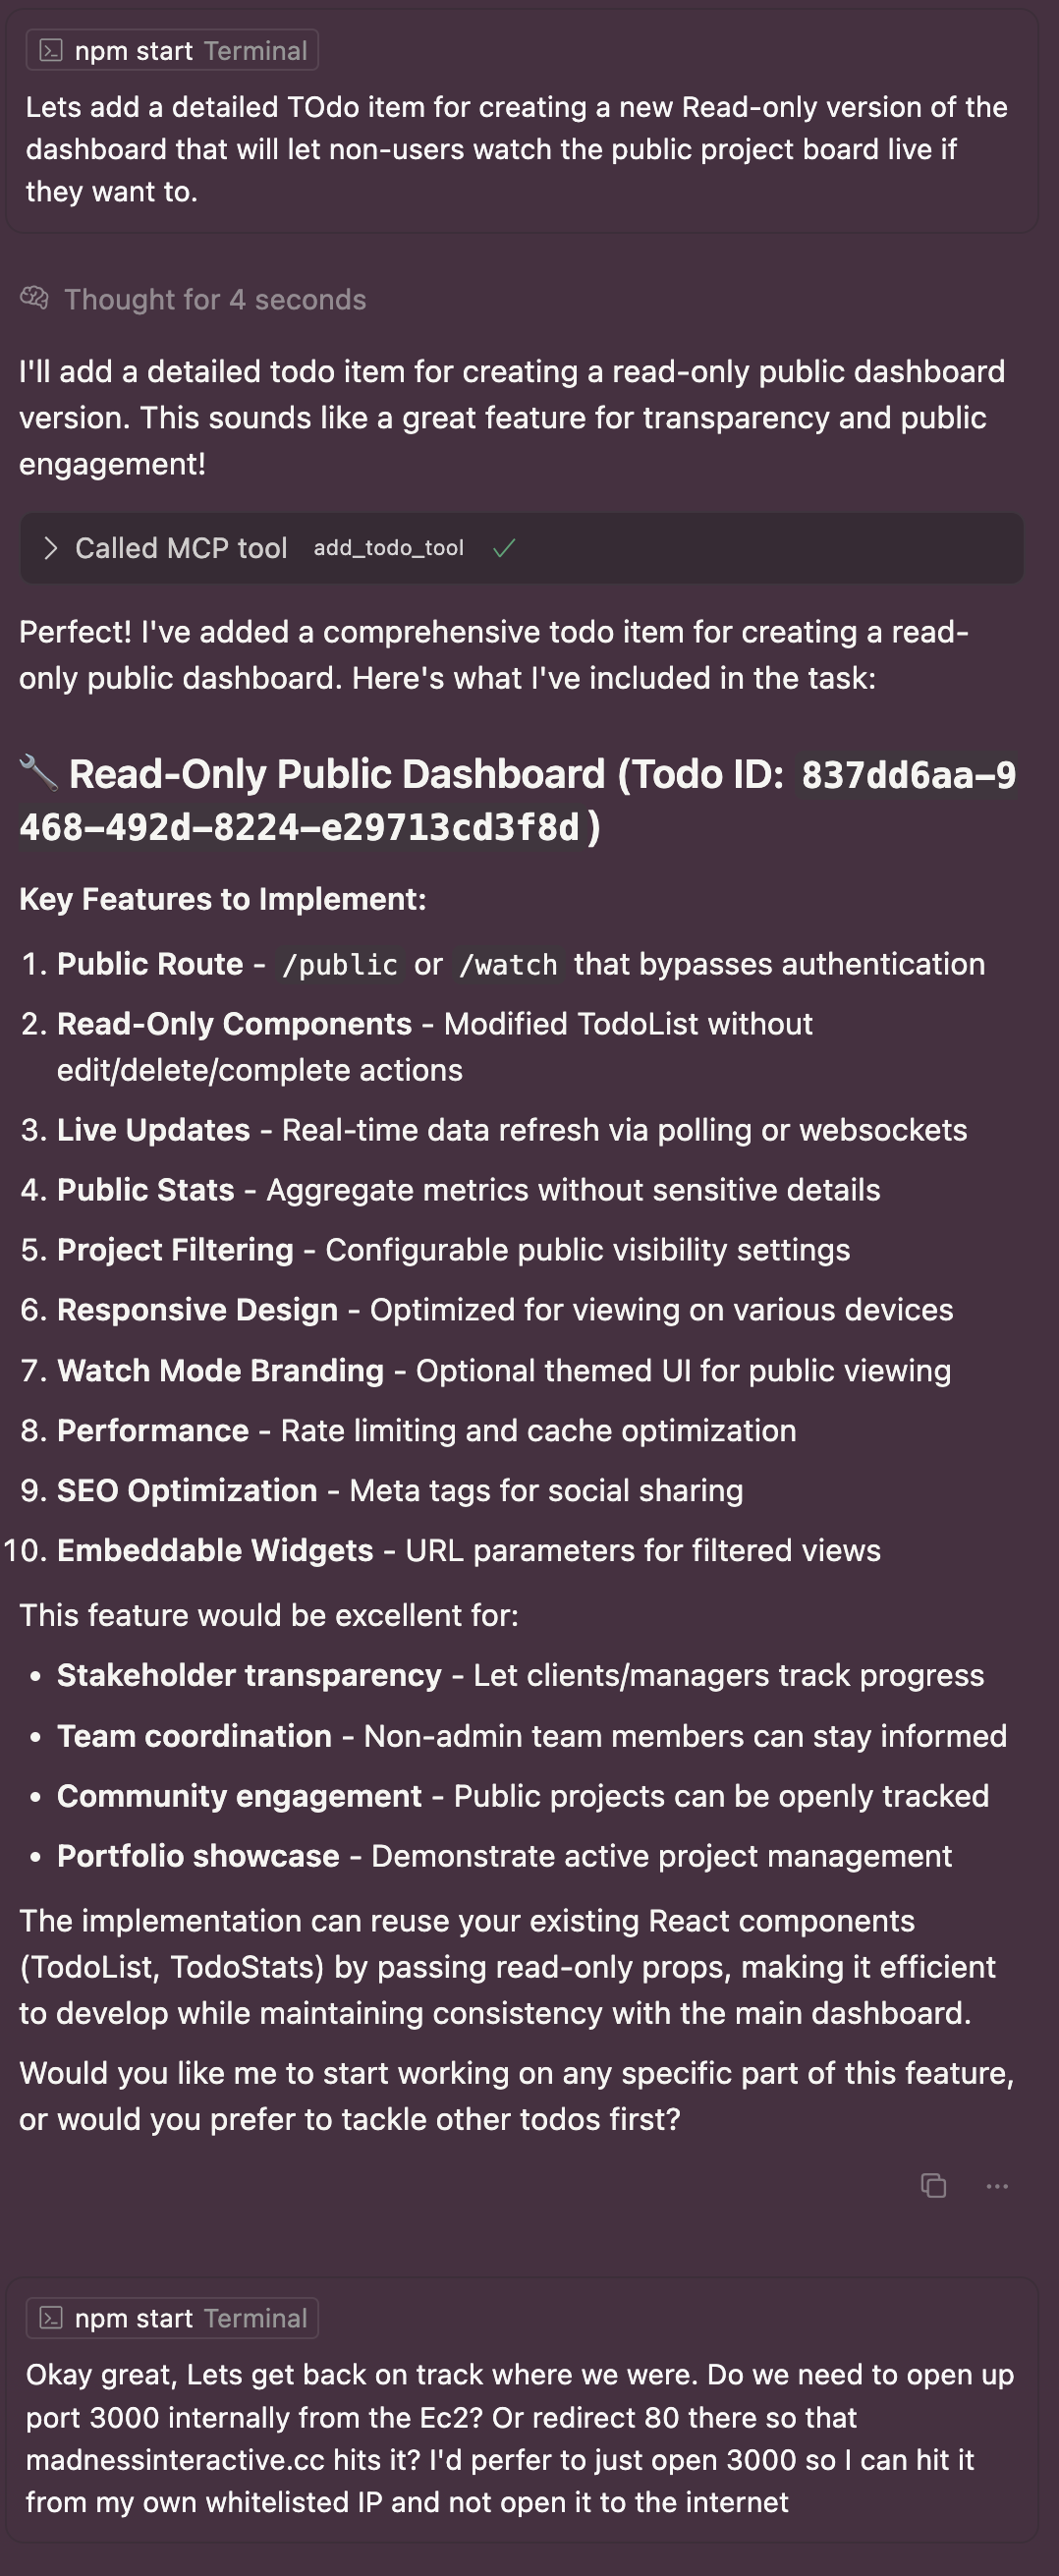 npm start Terminal
Lets add a detailed TOdo item for creating a new Read-only version of the
dashboard that will let non-users watch the public project board live if
they want to.
Thought for 4 seconds
I'll add a detailed todo item for creating a read-only public dashboard
version. This sounds like a great feature for transparency and public
engagement!
Called MCP tool add_todo_tool
Perfect! I've added a comprehensive todo item for creating a read-
only public dashboard. Here's what I've included in the task:
🔧 Read-Only Public Dashboard (Todo ID: 837dd6aa-9
468-492d-8224-e29713cd3f8d)
Key Features to Implement:
1. Public Route - /public or /watch that bypasses authentication
2. Read-Only Components - Modified TodoList without
edit/delete/complete actions
3. Live Updates - Real-time data refresh via polling or websockets
4. Public Stats - Aggregate metrics without sensitive details
5. Project Filtering - Configurable public visibility settings
6. Responsive Design - Optimized for viewing on various devices
7. Watch Mode Branding - Optional themed UI for public viewing
8. Performance - Rate limiting and cache optimization
9. SEO Optimization - Meta tags for social sharing
10. Embeddable Widgets - URL parameters for filtered views
This feature would be excellent for:
• Stakeholder transparency - Let clients/managers track progress
• Team coordination - Non-admin team members can stay informed
• Community engagement - Public projects can be openly tracked
• Portfolio showcase - Demonstrate active project management
The implementation can reuse your existing React components
(TodoList, TodoStats) by passing read-only props, making it efficient
to develop while maintaining consistency with the main dashboard.
Would you like me to start working on any specific part of this feature,
or would you prefer to tackle other todos first?
npm start Terminal
Okay great, Lets get back on track where we were. Do we need to open up
port 3000 internally from the Ec2? Or redirect 80 there so that
madnessinteractive.cc hits it? I'd perfer to just open 3000 so I can hit it
from my own whitelisted IP and not open it to the internet